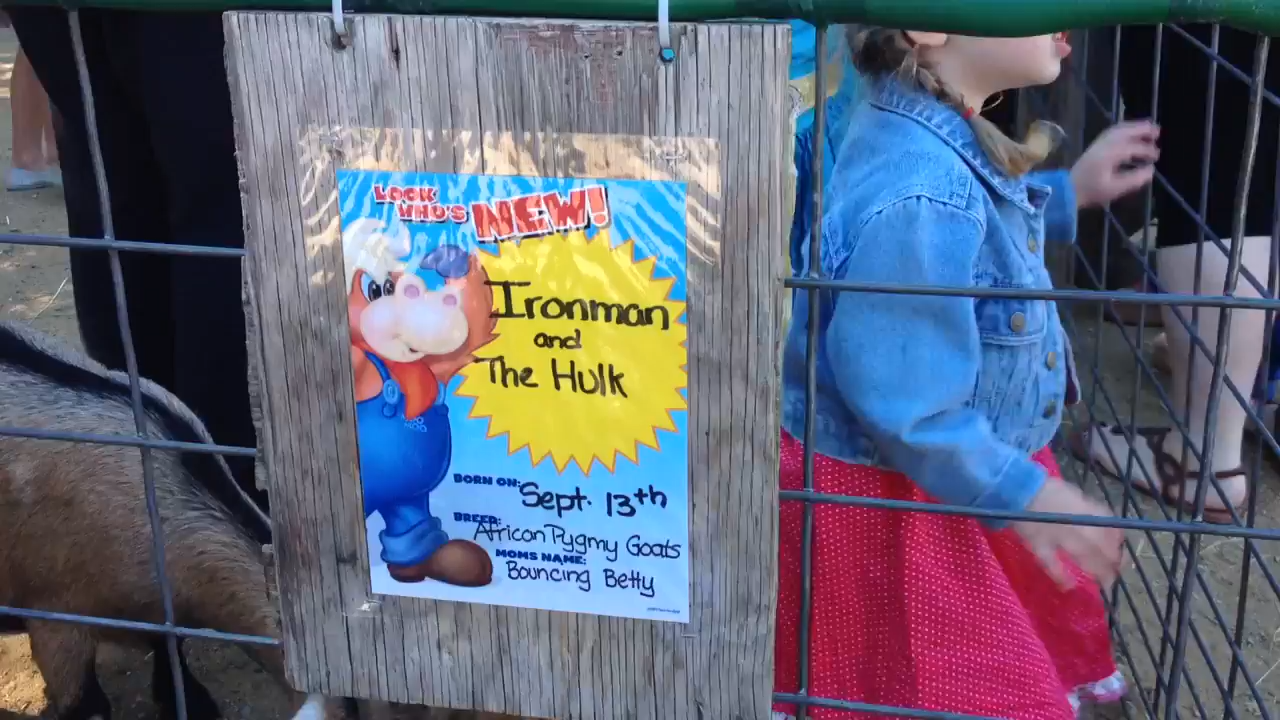 LOOK
WHO'S NEW!
Ironman
and
The Hulk
BORN ON: Sept. 13th
BREED: African Pygmy Goats
MOMS NAME:
Bouncing Betty